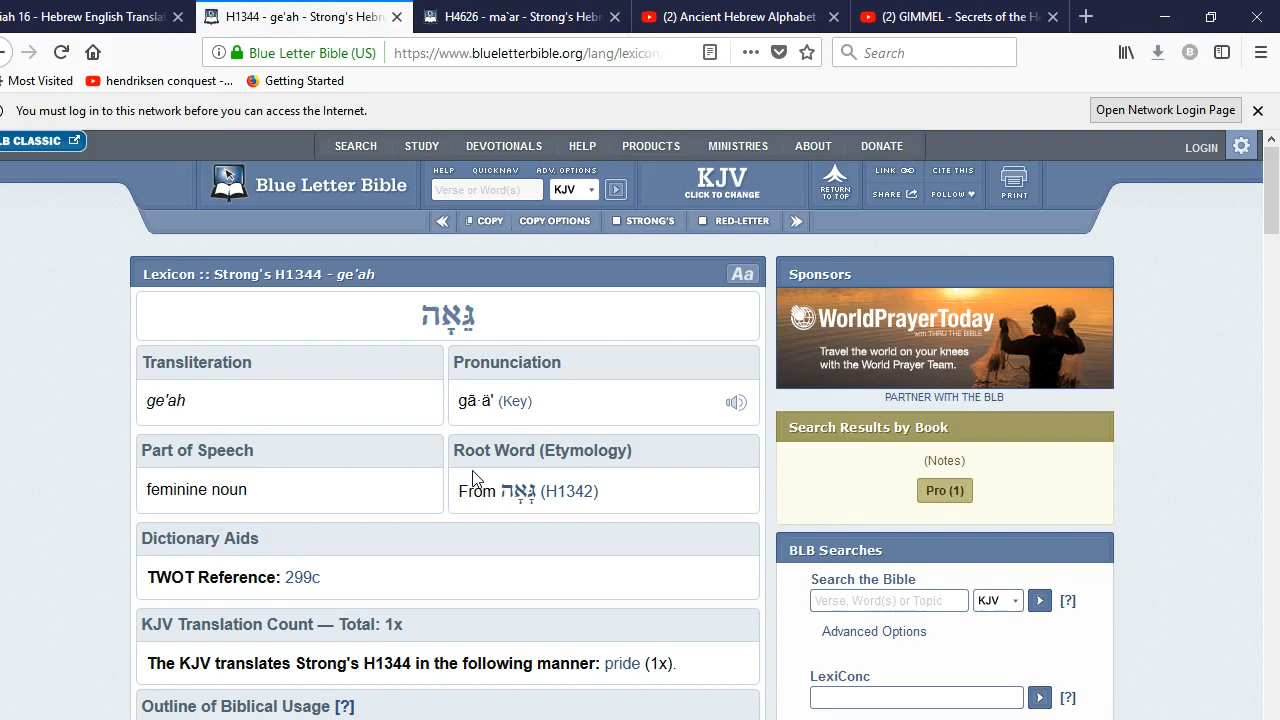 iah 16 - Hebrew English Transla
H1344 - ge'ah - Strong's Hebre
H4626 - ma`ar - Strong's Hebr
(2) Ancient Hebrew Alphabet -
(2) GIMMEL - Secrets of the H
Blue Letter Bible (US)
https://www.blueletterbible.org/lang/lexicon
Search
Most Visited
hendriksen conquest -...
Getting Started
You must log in to this network before you can access the Internet.
Open Network Login Page
LB CLASSIC
SEARCH
STUDY
DEVOTIONALS
HELP
PRODUCTS
MINISTRIES
ABOUT
DONATE
LOGIN
Blue Letter Bible
HELP
QUICKNAV
ADV. OPTIONS
Verse or Word(s)
KJV
KJV
CLICK TO CHANGE
RETURN
TO TOP
LINK
CITE THIS
SHARE
FOLLOW
PRINT
COPY
COPY OPTIONS
STRONG'S
RED-LETTER
Lexicon :: Strong's H1344 - ge'ah
Aa
גֵּאָה
Transliteration
ge'ah
Pronunciation
gā·ä' (Key)
Part of Speech
feminine noun
Root Word (Etymology)
From גָּאָה (H1342)
Dictionary Aids
TWOT Reference: 299c
KJV Translation Count — Total: 1x
The KJV translates Strong's H1344 in the following manner: pride (1x).
Outline of Biblical Usage [?]
Sponsors
WorldPrayerToday
with THRU THE BIBLE
Travel the world on your knees
with the World Prayer Team.
PARTNER WITH THE BLB
Search Results by Book
(Notes)
Pro (1)
BLB Searches
Search the Bible
Verse, Word(s) or Topic
KJV
[?]
Advanced Options
LexiConc
[?]